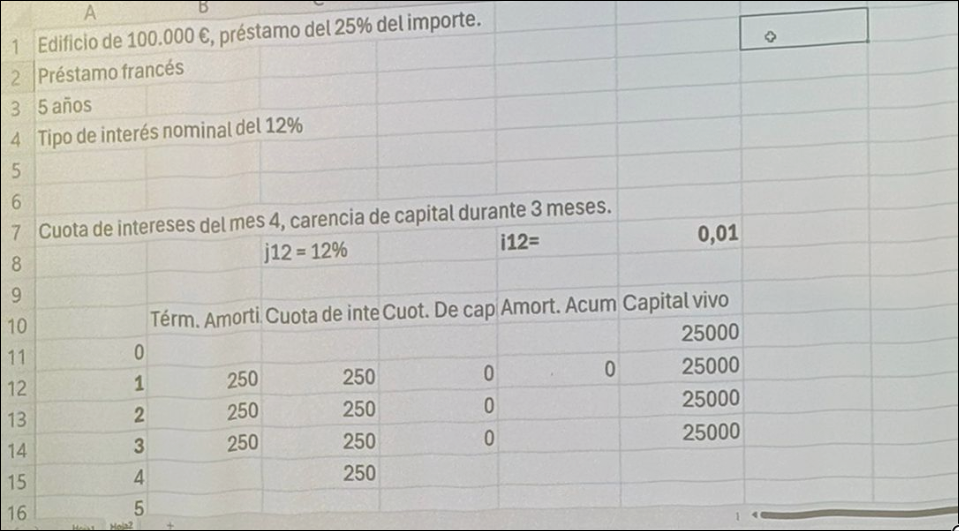 A B
1 Edificio de 100.000 €, préstamo del 25% del importe.
2 Préstamo francés
3 5 años
4 Tipo de interés nominal del 12%
5
6
7 Cuota de intereses del mes 4, carencia de capital durante 3 meses.
8 j12 = 12% i12= 0,01
9
10 Térm. Amorti Cuota de inte Cuot. De cap Amort. Acum Capital vivo
11 0 25000
12 1 250 250 0 0 25000
13 2 250 250 0 25000
14 3 250 250 0 25000
15 4 250
16 5
Hoja2 +